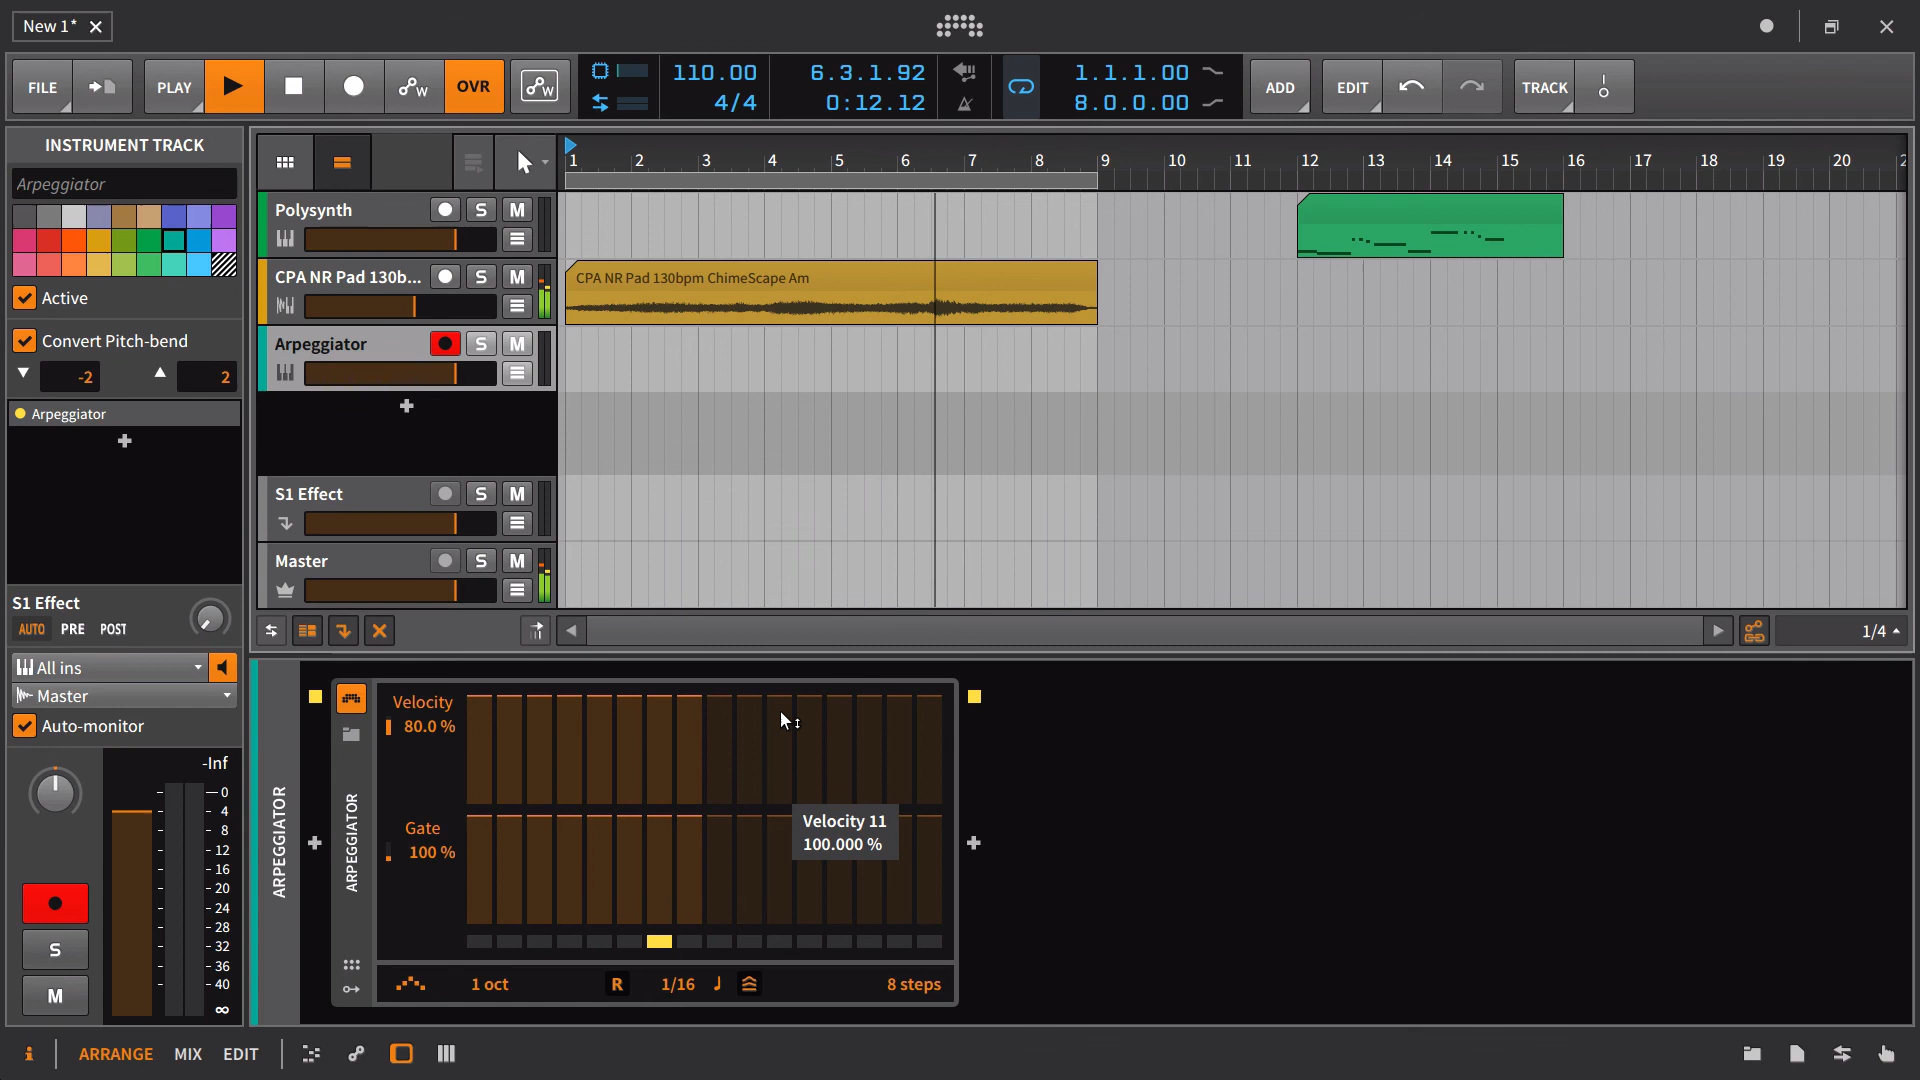 New 1*
FILE
PLAY
OVR
110.00
4/4
6.3.1.92
0:12.12
1.1.1.00
8.0.0.00
ADD
EDIT
TRACK
INSTRUMENT TRACK
Arpeggiator
Active
Convert Pitch-bend
-2
2
Arpeggiator
S1 Effect
AUTO PRE POST
All ins
Master
Auto-monitor
-Inf
0
4
8
12
16
20
24
28
32
36
40
∞
S
M
1 2 3 4 5 6 7 8 9 10 11 12 13 14 15 16 17 18 19 20
Polysynth S M
CPA NR Pad 130b... S M
CPA NR Pad 130bpm ChimeScape Am
Arpeggiator S M
S1 Effect S M
Master S M
1/4
ARPEGGIATOR
ARPEGGIATOR
Velocity
80.0 %
Gate
100 %
Velocity 11
100.000 %
1 oct
R
1/16
8 steps
i
ARRANGE MIX EDIT